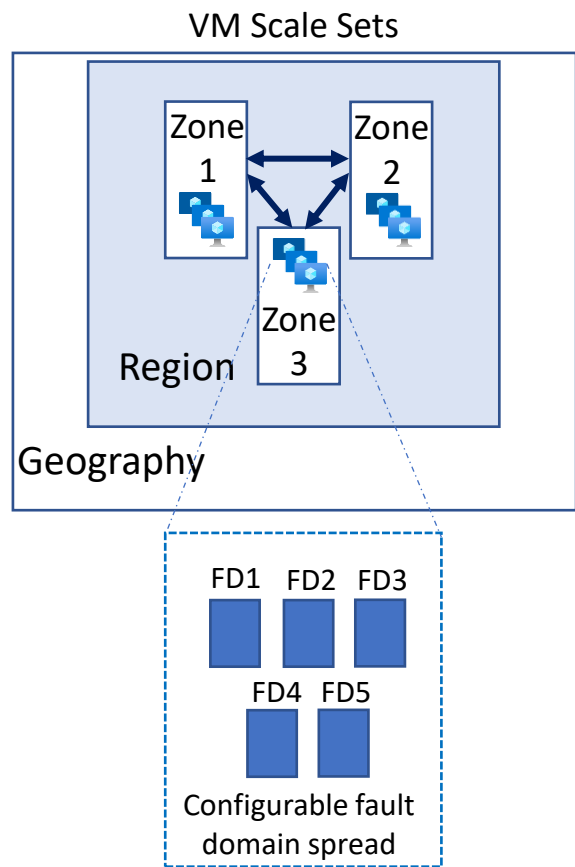 VM Scale Sets
Zone
1
Zone
2
Zone
3
Region
Geography
FD1 FD2 FD3
FD4 FD5
Configurable fault
domain spread